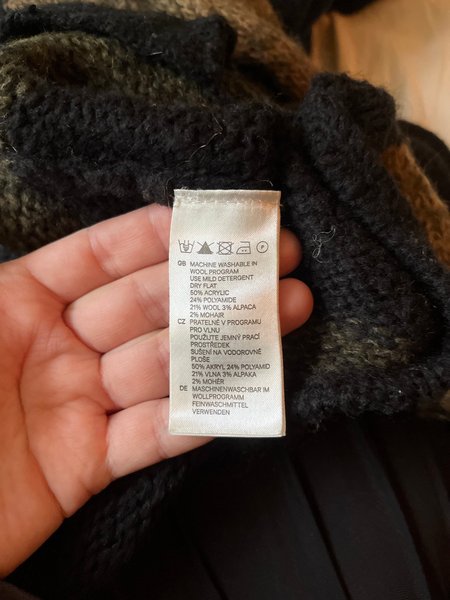 GB MACHINE WASHABLE IN
WOOL PROGRAM
USE MILD DETERGENT
DRY FLAT
50% ACRYLIC
24% POLYAMIDE
21% WOOL 3% ALPACA
2% MOHAIR
CZ PRATELNÉ V PROGRAMU
PRO VLNU
POUŽIJTE JEMNÝ PRACÍ
PROSTŘEDEK
SUŠENÍ NA VODOROVNÉ
PLOŠE
50% AKRYL 24% POLYAMID
21% VLNA 3% ALPAKA
2% MOHÉR
DE MASCHINENWASCHBAR IM
WOLLPROGRAMM
FEINWASCHMITTEL
VERWENDEN